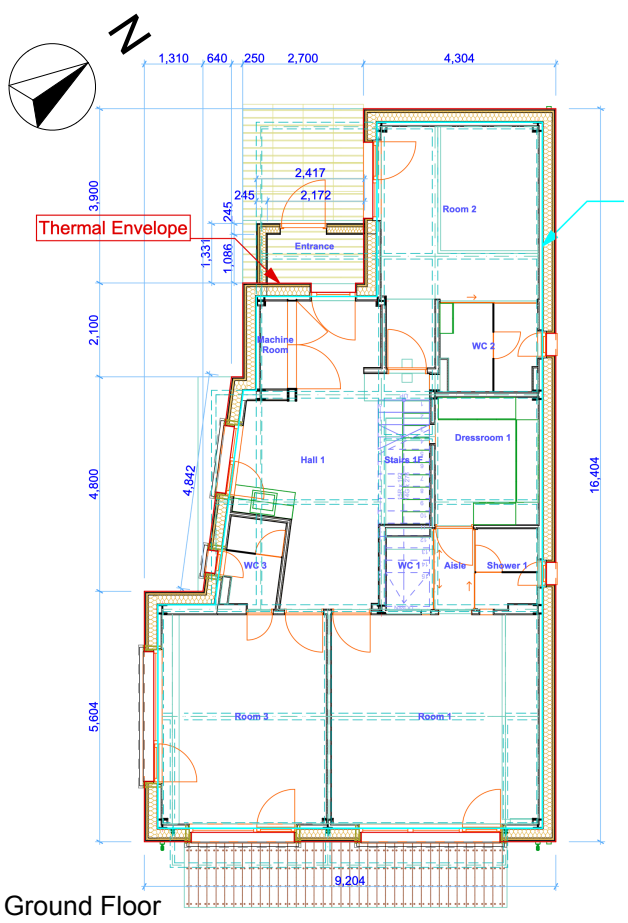 N
1,310 640 250 2,700 4,304
3,900
2,417
245 2,172
Room 2
245
Thermal Envelope
1,331
1,086
Entrance
2,100
Machine
Room
WC 2
4,800
4,842
Hall 1
Stairs 1F
Dressroom 1
16,404
WC 3
WC 1
Aisle
Shower 1
5,604
Room 3
Room 1
9,204
Ground Floor